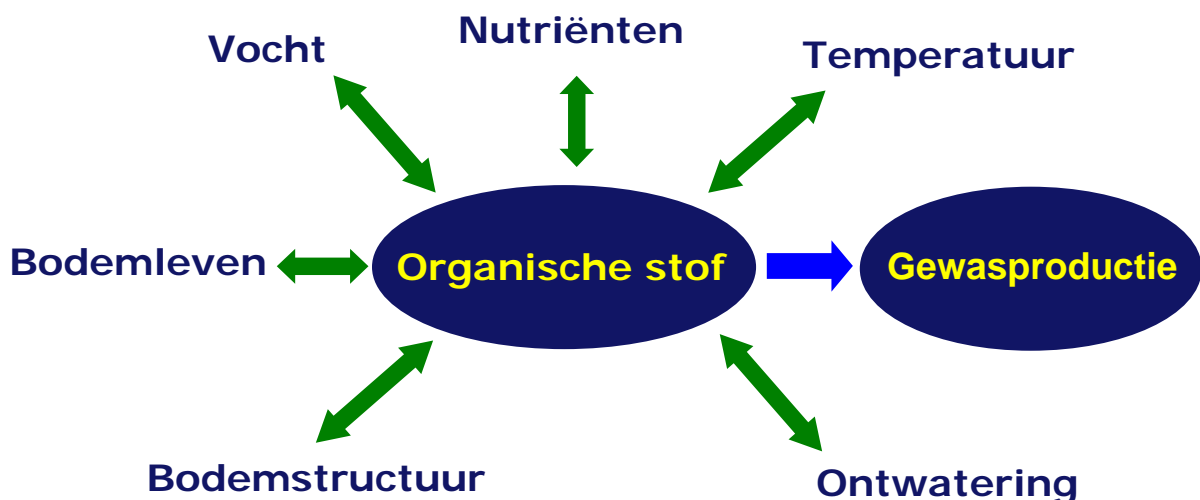 Nutriënten
Vocht
Temperatuur
Bodemleven
Organische stof
Gewasproductie
Bodemstructuur
Ontwatering